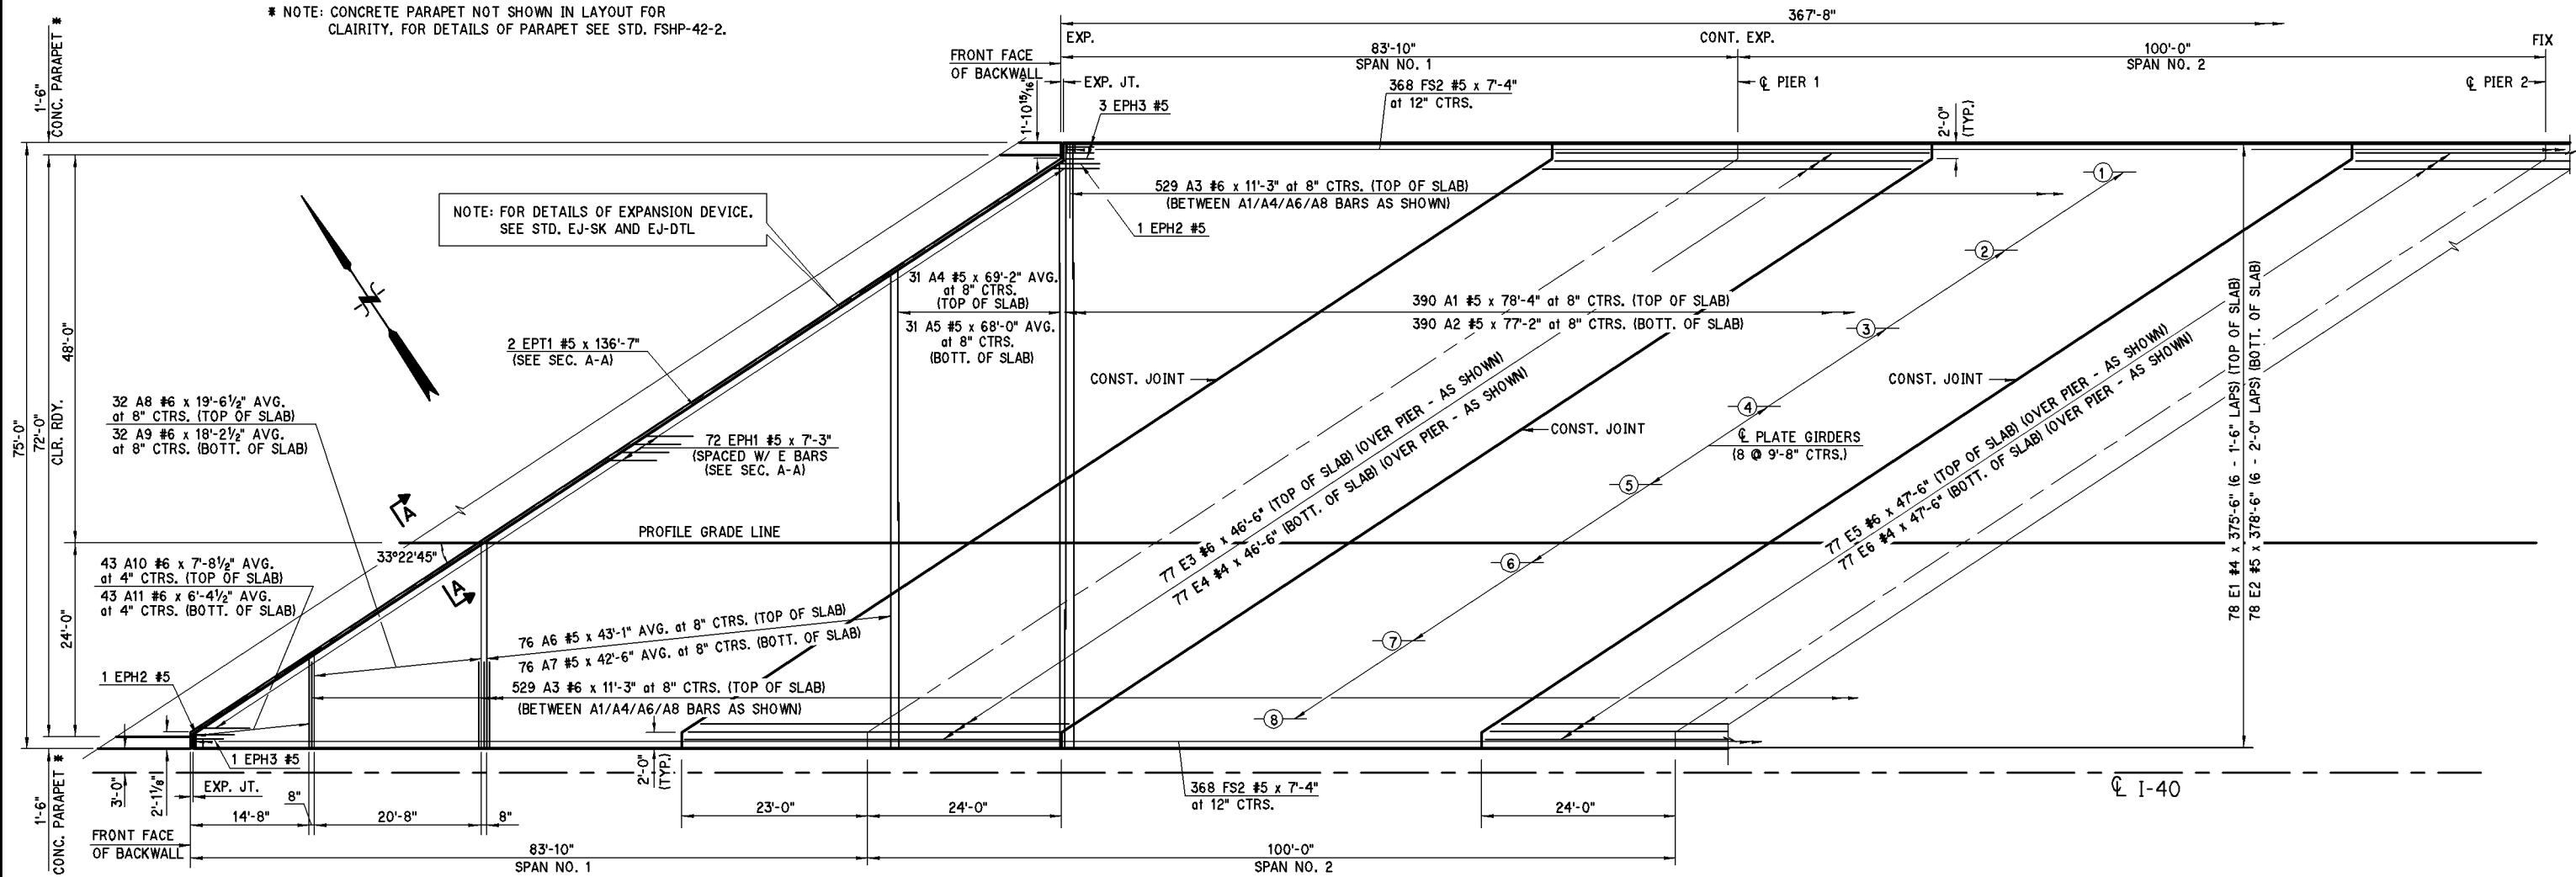 * NOTE: CONCRETE PARAPET NOT SHOWN IN LAYOUT FOR
CLAIRITY. FOR DETAILS OF PARAPET SEE STD. FSHP-42-2.
1'-6"
CONC. PARAPET *
367'-8"
EXP.
CONT. EXP.
FIX
83'-10"
SPAN NO. 1
100'-0"
SPAN NO. 2
FRONT FACE
OF BACKWALL
EXP. JT.
℄ PIER 1
℄ PIER 2
1'-10 15/16"
3 EPH3 #5
368 FS2 #5 x 7'-4"
at 12" CTRS.
2'-0"
(TYP.)
529 A3 #6 x 11'-3" at 8" CTRS. (TOP OF SLAB)
(BETWEEN A1/A4/A6/A8 BARS AS SHOWN)
1 EPH2 #5
NOTE: FOR DETAILS OF EXPANSION DEVICE.
SEE STD. EJ-SK AND EJ-DTL
1
2
3
4
5
6
7
8
31 A4 #5 x 69'-2" AVG.
at 8" CTRS.
(TOP OF SLAB)
31 A5 #5 x 68'-0" AVG.
at 8" CTRS.
(BOTT. OF SLAB)
390 A1 #5 x 78'-4" at 8" CTRS. (TOP OF SLAB)
390 A2 #5 x 77'-2" at 8" CTRS. (BOTT. OF SLAB)
75'-0"
72'-0"
CLR. RDY.
48'-0"
24'-0"
2 EPT1 #5 x 136'-7"
(SEE SEC. A-A)
CONST. JOINT
CONST. JOINT
CONST. JOINT
32 A8 #6 x 19'-6 1/2" AVG.
at 8" CTRS. (TOP OF SLAB)
32 A9 #6 x 18'-2 1/2" AVG.
at 8" CTRS. (BOTT. OF SLAB)
72 EPH1 #5 x 7'-3"
(SPACED W/ E BARS
(SEE SEC. A-A)
℄ PLATE GIRDERS
(8 @ 9'-8" CTRS.)
77 E3 #6 x 46'-6" (TOP OF SLAB) (OVER PIER - AS SHOWN)
77 E4 #4 x 46'-6" (BOTT. OF SLAB) (OVER PIER - AS SHOWN)
77 E5 #6 x 47'-6" (TOP OF SLAB) (OVER PIER - AS SHOWN)
77 E6 #4 x 47'-6" (BOTT. OF SLAB) (OVER PIER - AS SHOWN)
78 E1 #4 x 375'-6" (6 - 1'-6" LAPS) (TOP OF SLAB)
78 E2 #5 x 378'-6" (6 - 2'-0" LAPS) (BOTT. OF SLAB)
A
A
PROFILE GRADE LINE
33°22'45"
43 A10 #6 x 7'-8 1/2" AVG.
at 4" CTRS. (TOP OF SLAB)
43 A11 #6 x 6'-4 1/2" AVG.
at 4" CTRS. (BOTT. OF SLAB)
76 A6 #5 x 43'-1" AVG. at 8" CTRS. (TOP OF SLAB)
76 A7 #5 x 42'-6" AVG. at 8" CTRS. (BOTT. OF SLAB)
1 EPH2 #5
529 A3 #6 x 11'-3" at 8" CTRS. (TOP OF SLAB)
(BETWEEN A1/A4/A6/A8 BARS AS SHOWN)
1 EPH3 #5
1'-6"
CONC. PARAPET *
3'-0"
2'-1 1/8"
EXP. JT.
2'-0"
(TYP.)
368 FS2 #5 x 7'-4"
at 12" CTRS.
℄ I-40
8"
14'-8"
20'-8"
8"
23'-0"
24'-0"
24'-0"
FRONT FACE
OF BACKWALL
83'-10"
SPAN NO. 1
100'-0"
SPAN NO. 2